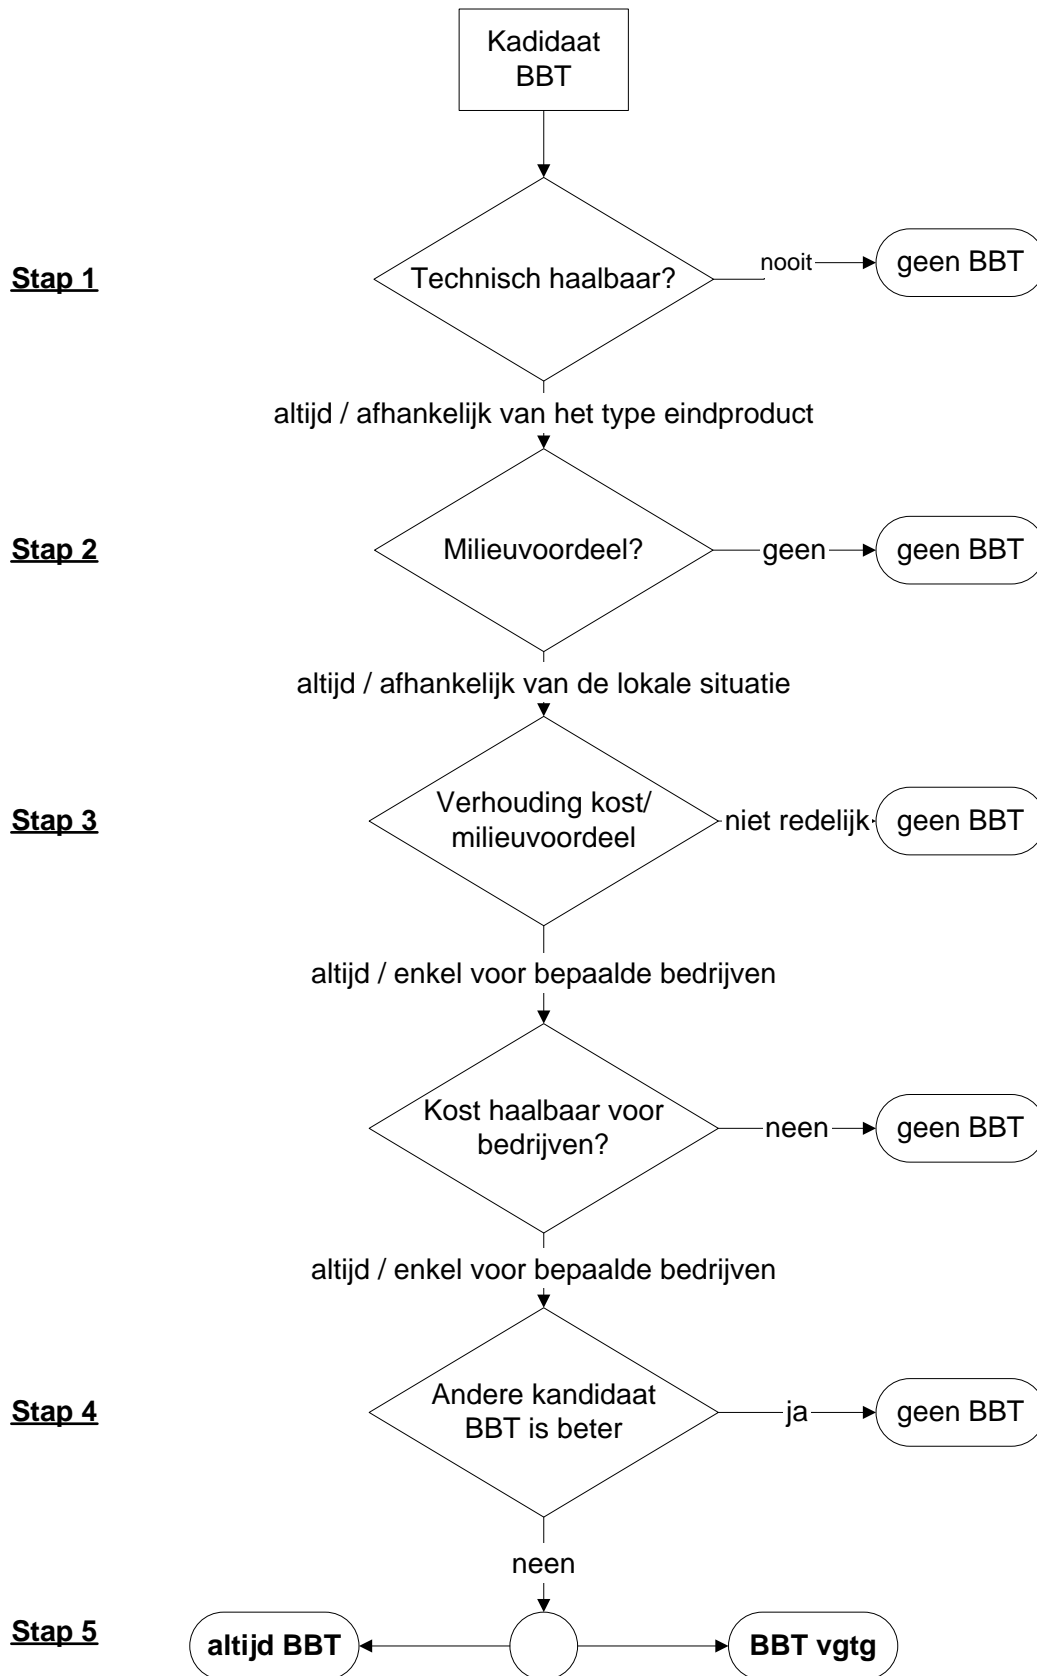 Kadidaat
BBT
Stap 1
Technisch haalbaar?
nooit
geen BBT
altijd / afhankelijk van het type eindproduct
Stap 2
Milieuvoordeel?
geen
geen BBT
altijd / afhankelijk van de lokale situatie
Stap 3
Verhouding kost/
milieuvoordeel
niet redelijk
geen BBT
altijd / enkel voor bepaalde bedrijven
Kost haalbaar voor
bedrijven?
neen
geen BBT
altijd / enkel voor bepaalde bedrijven
Stap 4
Andere kandidaat
BBT is beter
ja
geen BBT
neen
Stap 5
altijd BBT
BBT vgtg